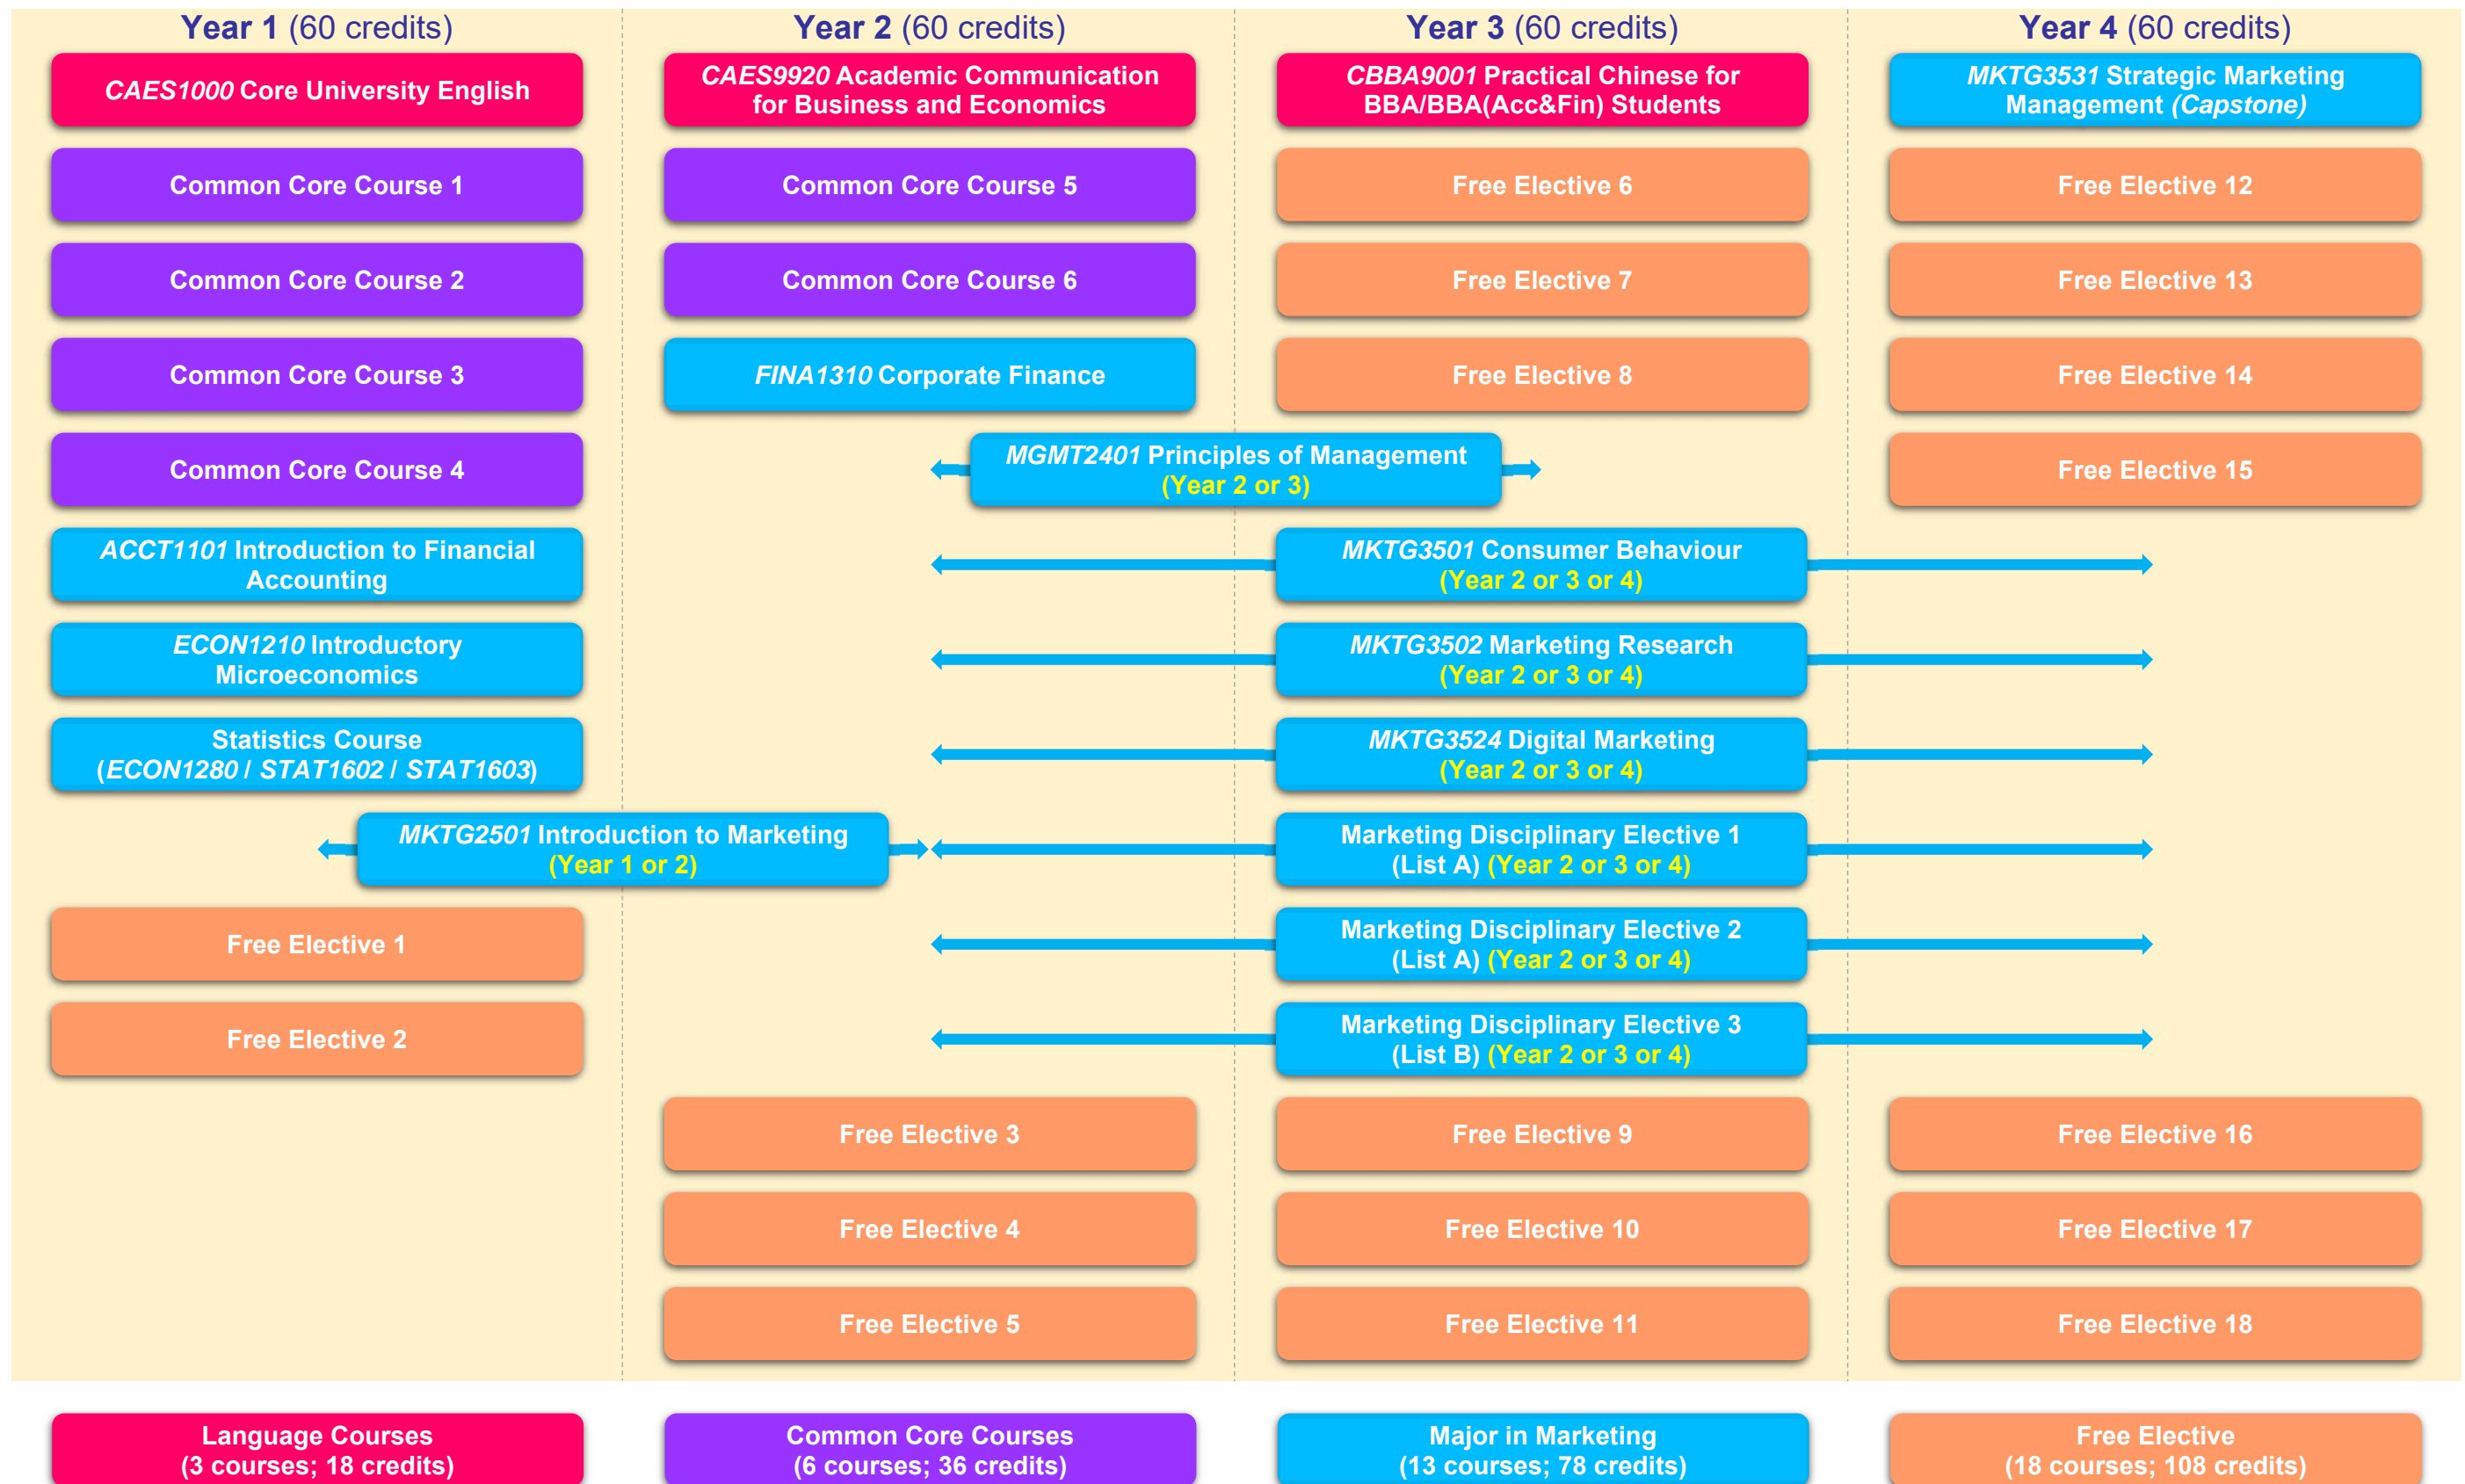 Year 1 (60 credits)
Year 2 (60 credits)
Year 3 (60 credits)
Year 4 (60 credits)
CAES1000 Core University English
CAES9920 Academic Communication
for Business and Economics
CBBA9001 Practical Chinese for
BBA/BBA(Acc&Fin) Students
MKTG3531 Strategic Marketing
Management (Capstone)
Common Core Course 1
Common Core Course 5
Free Elective 6
Free Elective 12
Common Core Course 2
Common Core Course 6
Free Elective 7
Free Elective 13
Common Core Course 3
FINA1310 Corporate Finance
Free Elective 8
Free Elective 14
Common Core Course 4
MGMT2401 Principles of Management
(Year 2 or 3)
Free Elective 15
ACCT1101 Introduction to Financial
Accounting
MKTG3501 Consumer Behaviour
(Year 2 or 3 or 4)
ECON1210 Introductory
Microeconomics
MKTG3502 Marketing Research
(Year 2 or 3 or 4)
Statistics Course
(ECON1280 / STAT1602 / STAT1603)
MKTG3524 Digital Marketing
(Year 2 or 3 or 4)
MKTG2501 Introduction to Marketing
(Year 1 or 2)
Marketing Disciplinary Elective 1
(List A) (Year 2 or 3 or 4)
Free Elective 1
Marketing Disciplinary Elective 2
(List A) (Year 2 or 3 or 4)
Free Elective 2
Marketing Disciplinary Elective 3
(List B) (Year 2 or 3 or 4)
Free Elective 3
Free Elective 9
Free Elective 16
Free Elective 4
Free Elective 10
Free Elective 17
Free Elective 5
Free Elective 11
Free Elective 18
Language Courses
(3 courses; 18 credits)
Common Core Courses
(6 courses; 36 credits)
Major in Marketing
(13 courses; 78 credits)
Free Elective
(18 courses; 108 credits)